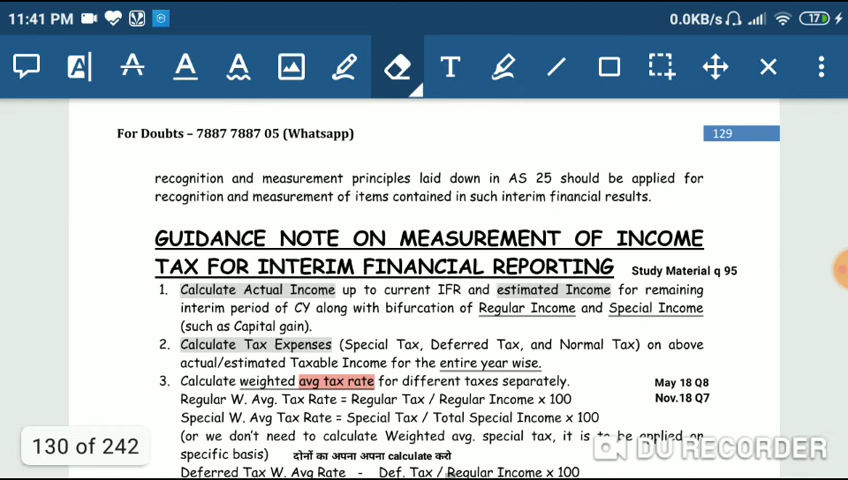 11:41 PM
0.0KB/s
17
T
For Doubts – 7887 7887 05 (Whatsapp)
129
recognition and measurement principles laid down in AS 25 should be applied for
recognition and measurement of items contained in such interim financial results.
GUIDANCE NOTE ON MEASUREMENT OF INCOME
TAX FOR INTERIM FINANCIAL REPORTING Study Material q 95
1. Calculate Actual Income up to current IFR and estimated Income for remaining
interim period of CY along with bifurcation of Regular Income and Special Income
(such as Capital gain).
2. Calculate Tax Expenses (Special Tax, Deferred Tax, and Normal Tax) on above
actual/estimated Taxable Income for the entire year wise.
3. Calculate weighted avg tax rate for different taxes separately. May 18 Q8
Regular W. Avg. Tax Rate = Regular Tax / Regular Income x 100 Nov.18 Q7
Special W. Avg Tax Rate = Special Tax / Total Special Income x 100
(or we don't need to calculate Weighted avg. special tax, it is to be applied on
specific basis) दोनों का अपना अपना calculate करो
Deferred Tax W. Avg Rate - Def. Tax / Regular Income x 100
130 of 242
DU RECORDER